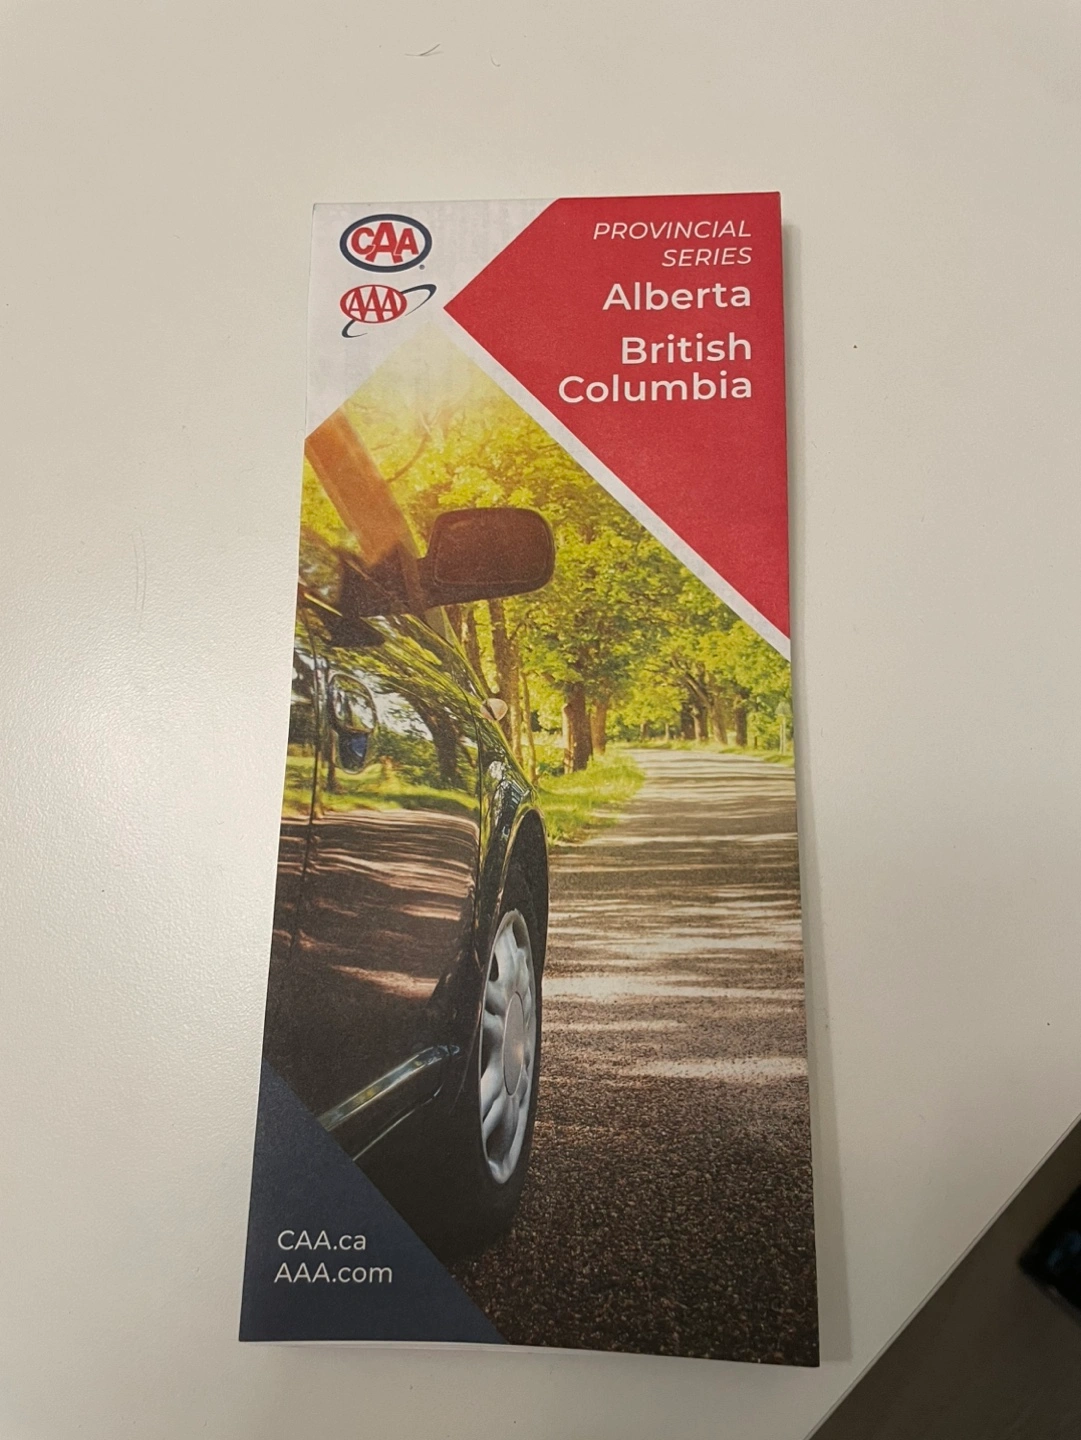 CAA
AAA
PROVINCIAL
SERIES
Alberta
British
Columbia
CAA.ca
AAA.com